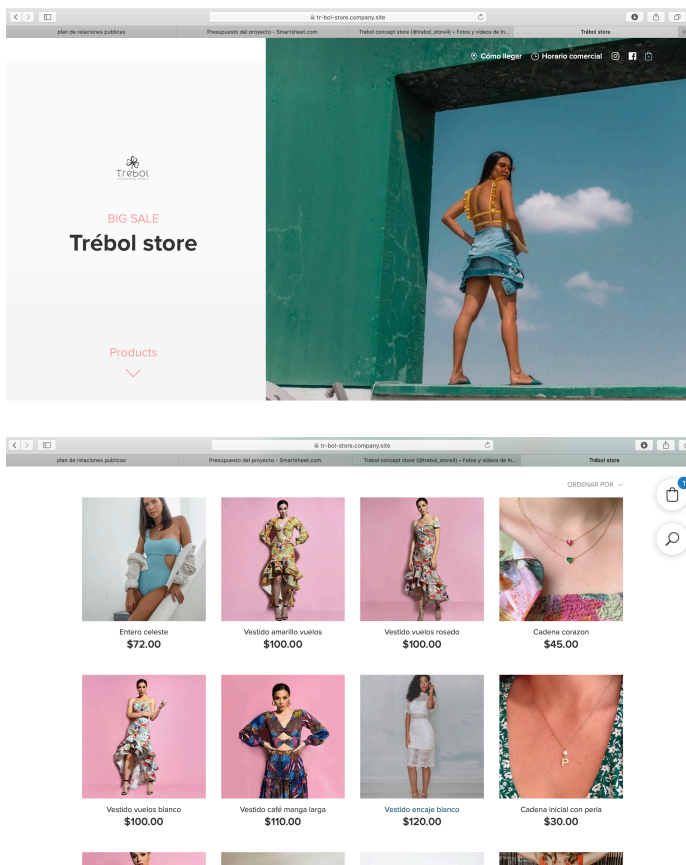 tr-bol-store.company.site
plan de relaciones publicas
Presupuesto del proyecto - Smartsheet.com
Trebol concept store (@trebol_store4) • Fotos y videos de In...
Trébol store
Cómo llegar
Horario comercial
Trebol
BIG SALE
Trébol store
Products
tr-bol-store.company.site
plan de relaciones publicas
Presupuesto del proyecto - Smartsheet.com
Trebol concept store (@trebol_store4) • Fotos y videos de In...
Trébol store
ORDENAR POR
1
Entero celeste
$72.00
Vestido amarillo vuelos
$100.00
Vestido vuelos rosado
$100.00
Cadena corazon
$45.00
Vestido vuelos blanco
$100.00
Vestido café manga larga
$110.00
Vestido encaje blanco
$120.00
Cadena inicial con perla
$30.00
P